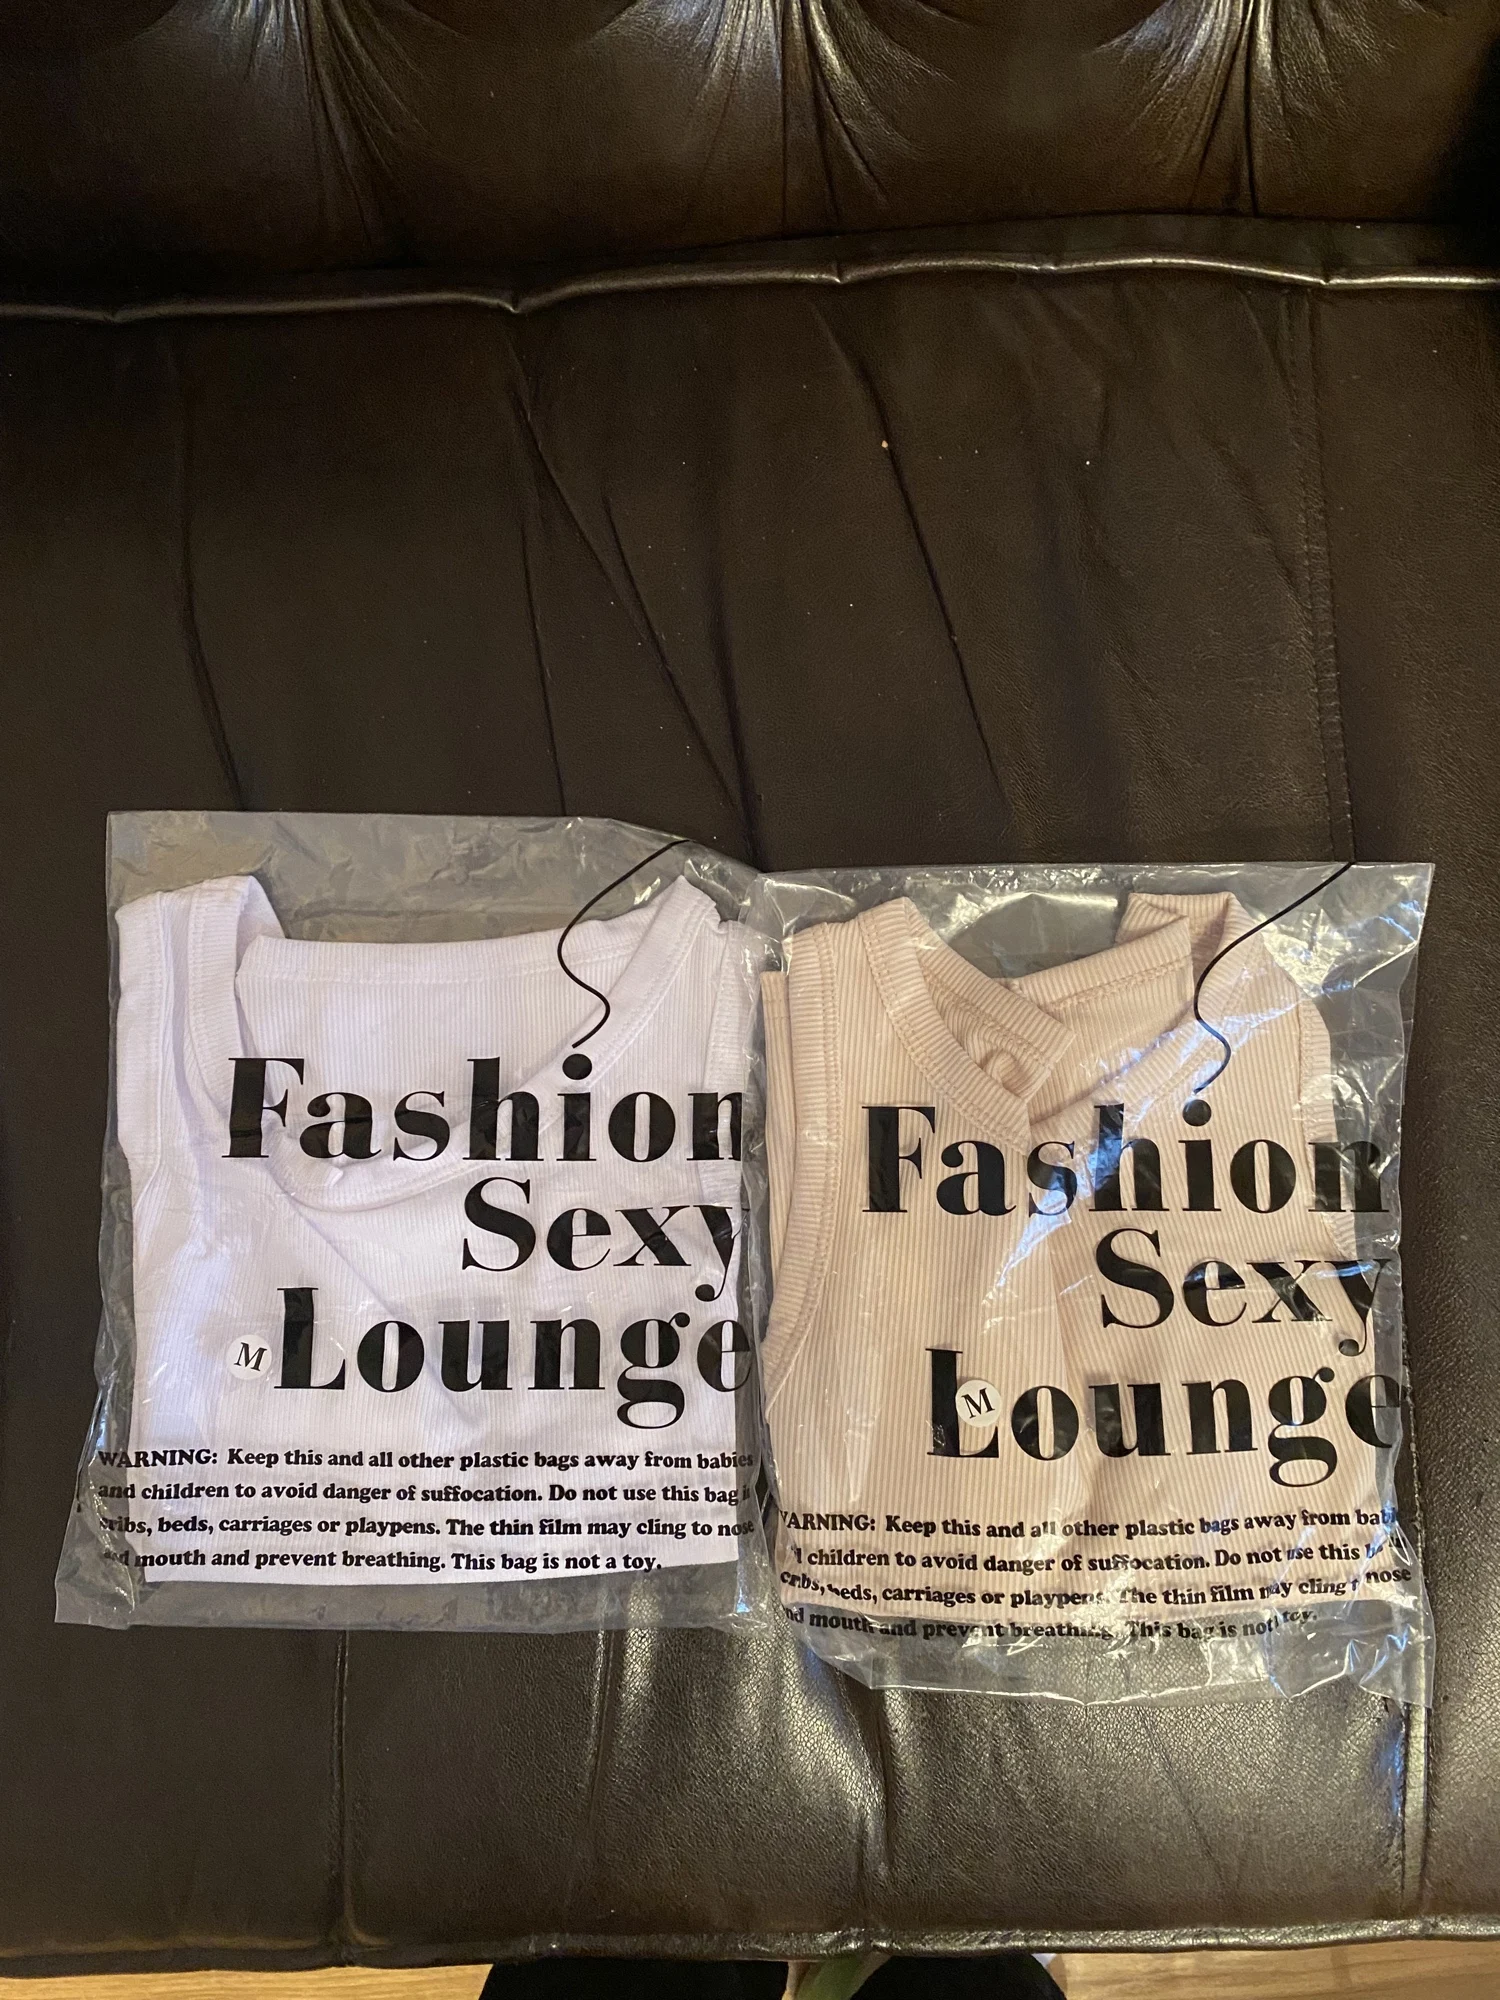 Fashion
Sexy
Lounge
M
WARNING: Keep this and all other plastic bags away from babies
and children to avoid danger of suffocation. Do not use this bag
cribs, beds, carriages or playpens. The thin film may cling to nose
and mouth and prevent breathing. This bag is not a toy.
Fashion
Sexy
Lounge
M
WARNING: Keep this and all other plastic bags away from
children to avoid danger of suffocation. Do not use this
cribs, beds, carriages or playpens. The thin film may cling nose
and mouth and prevent breathing. This bag is not toy.